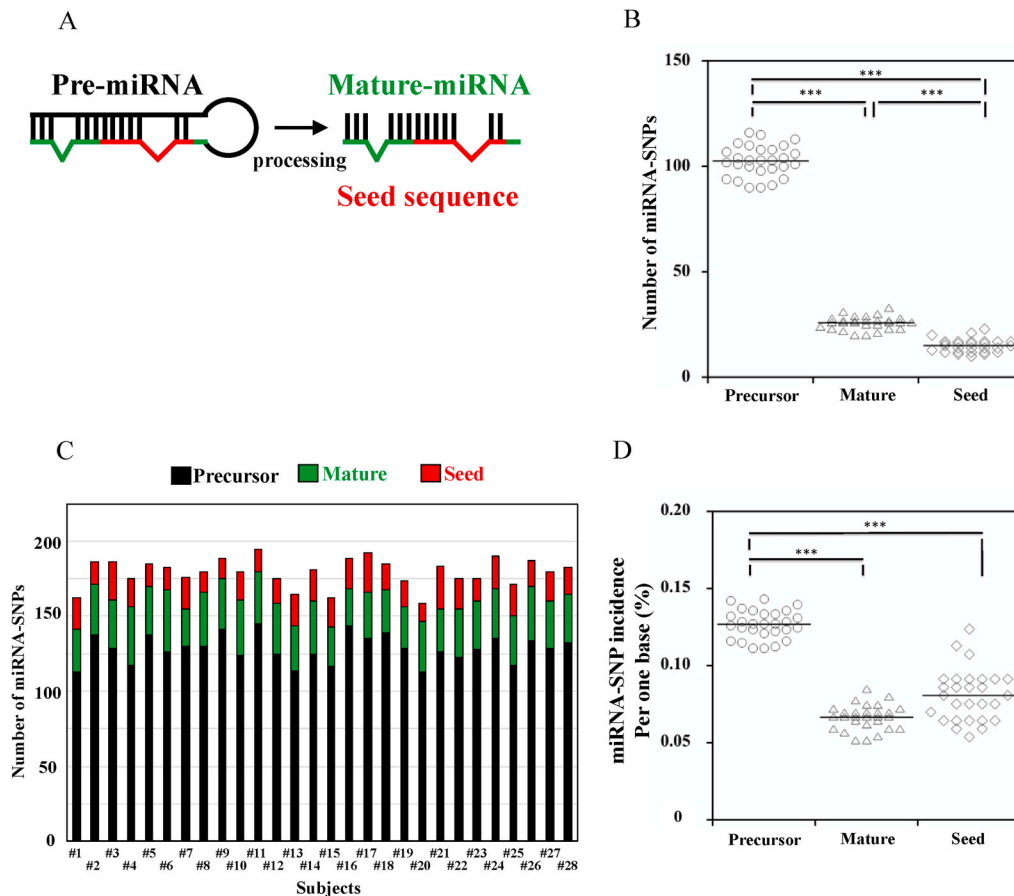 A
Pre-miRNA
Mature-miRNA
processing
Seed sequence
B
Number of miRNA-SNPs
150
100
50
0
***
***
***
Precursor
Mature
Seed
C
Precursor
Mature
Seed
Number of miRNA-SNPs
200
150
100
50
0
#1 #3 #5 #7 #9 #11 #13 #15 #17 #19 #21 #23 #25 #27
#2 #4 #6 #8 #10 #12 #14 #16 #18 #20 #22 #24 #26 #28
Subjects
D
miRNA-SNP incidence
Per one base (%)
0.20
0.15
0.10
0.05
0
***
***
Precursor
Mature
Seed